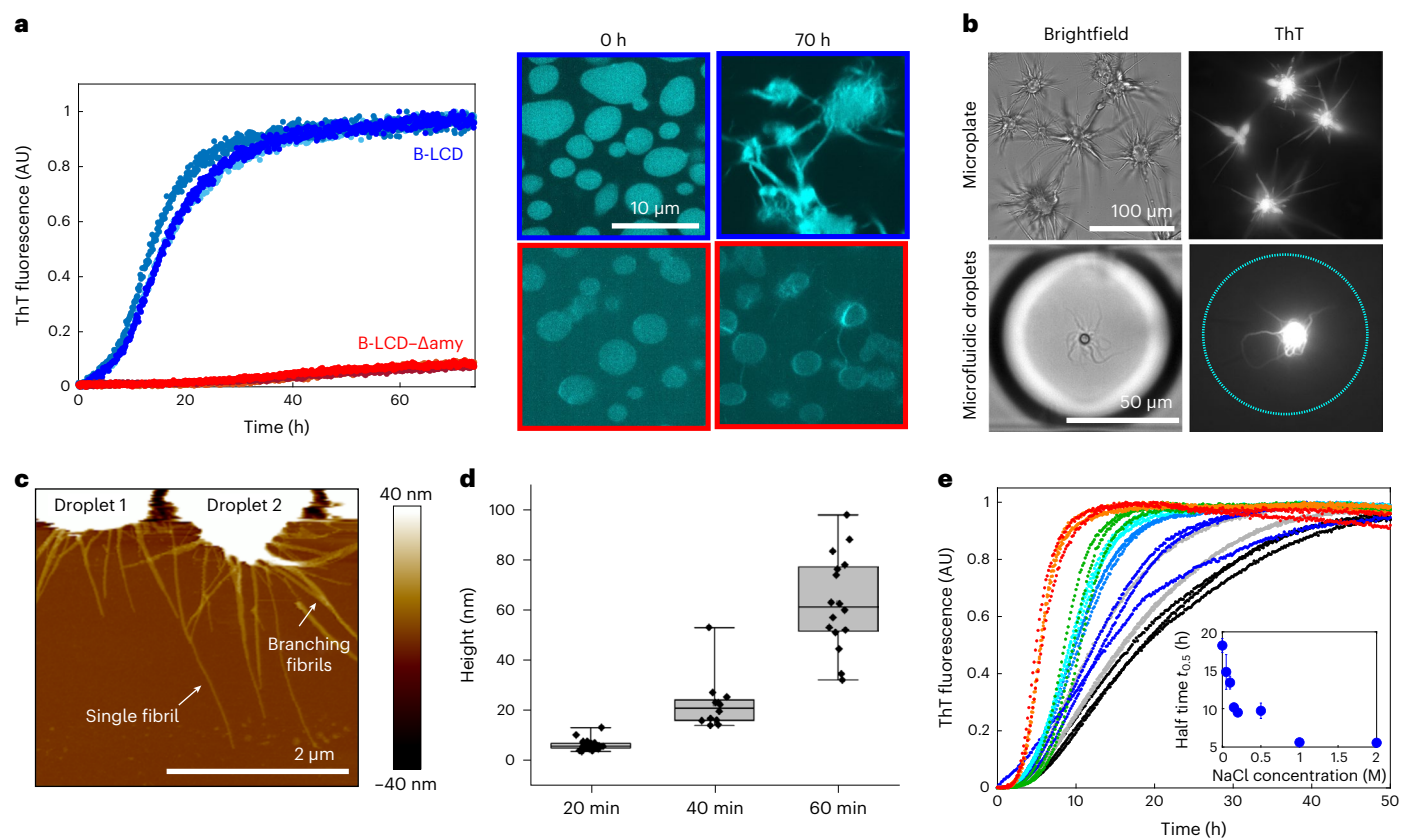 a
ThT fluorescence (AU)
1
0.8
0.6
0.4
0.2
0
0
20
40
60
Time (h)
B-LCD
B-LCD–Δamy
0 h
70 h
10 µm
b
Brightfield
ThT
Microplate
Microfluidic droplets
100 µm
50 µm
c
Droplet 1
Droplet 2
Branching
fibrils
Single fibril
2 µm
40 nm
–40 nm
d
Height (nm)
100
80
60
40
20
0
20 min
40 min
60 min
e
ThT fluorescence (AU)
1.0
0.8
0.6
0.4
0.2
0
0
10
20
30
40
50
Time (h)
Half time t0.5 (h)
20
15
10
5
0
0.5
1
1.5
2
NaCl concentration (M)